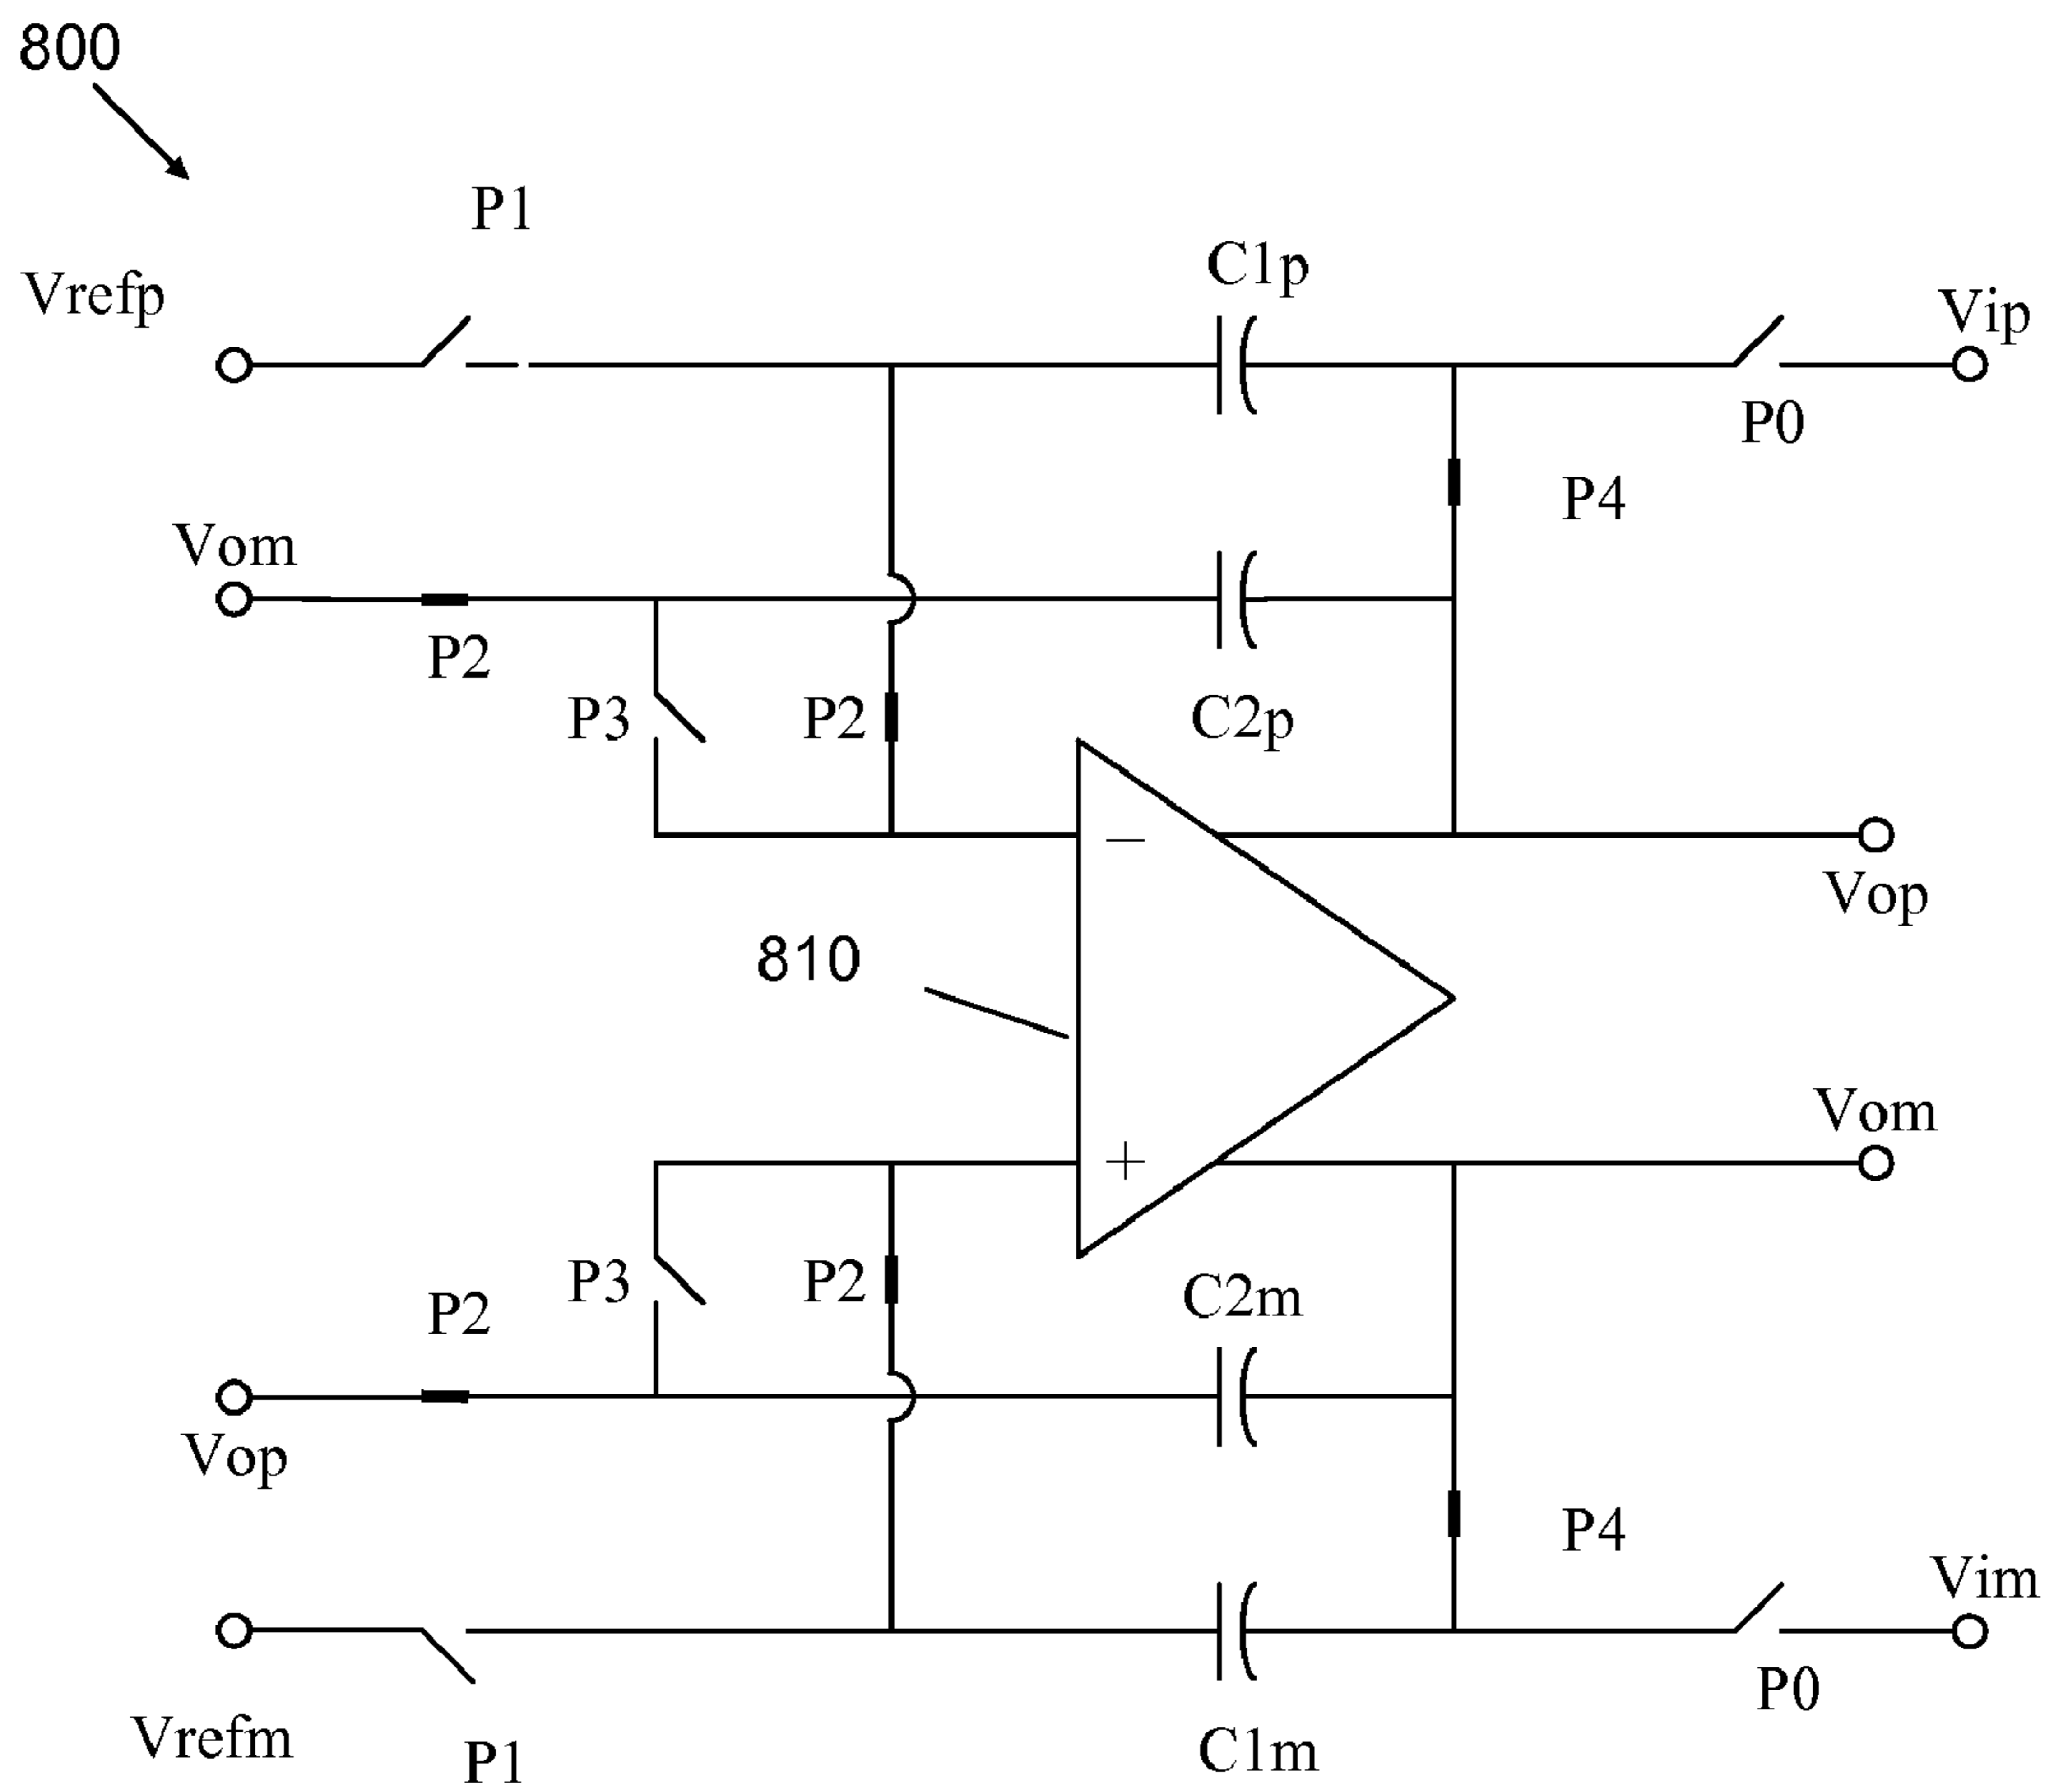 800
P1
C1p
Vrefp
Vip
P0
P4
Vom
P2
P3
P2
C2p
Vop
−
810
Vom
+
P3
P2
C2m
P2
Vop
P4
Vim
P0
Vrefm
P1
C1m